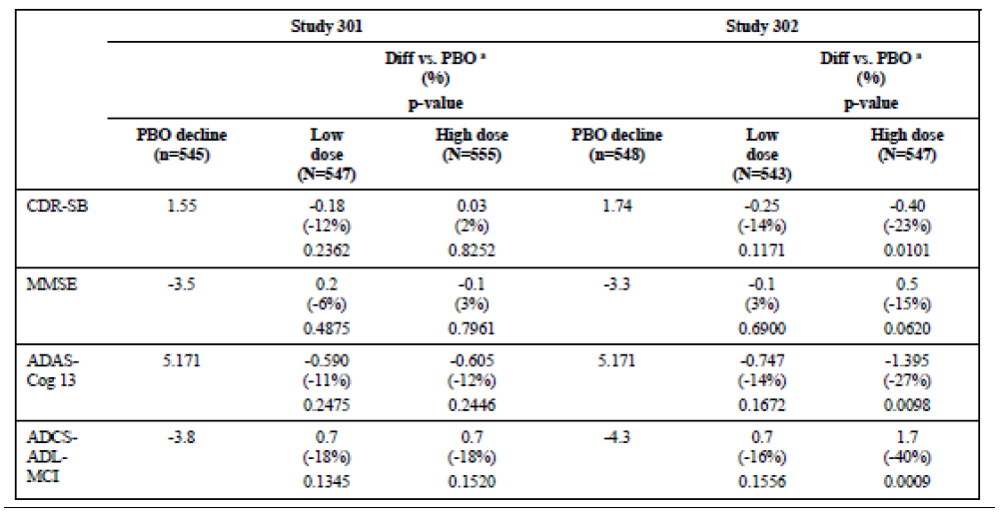 Study 301 Study 302
Diff vs. PBO ᵃ Diff vs. PBO ᵃ
(%) (%)
p-value p-value
PBO decline Low High dose PBO decline Low High dose
(n=545) dose (N=555) (n=548) dose (N=547)
(N=547) (N=543)
CDR-SB 1.55 -0.18 0.03 1.74 -0.25 -0.40
(-12%) (2%) (-14%) (-23%)
0.2362 0.8252 0.1171 0.0101
MMSE -3.5 0.2 -0.1 -3.3 -0.1 0.5
(-6%) (3%) (3%) (-15%)
0.4875 0.7961 0.6900 0.0620
ADAS- 5.171 -0.590 -0.605 5.171 -0.747 -1.395
Cog 13 (-11%) (-12%) (-14%) (-27%)
0.2475 0.2446 0.1672 0.0098
ADCS- -3.8 0.7 0.7 -4.3 0.7 1.7
ADL- (-18%) (-18%) (-16%) (-40%)
MCI 0.1345 0.1520 0.1556 0.0009